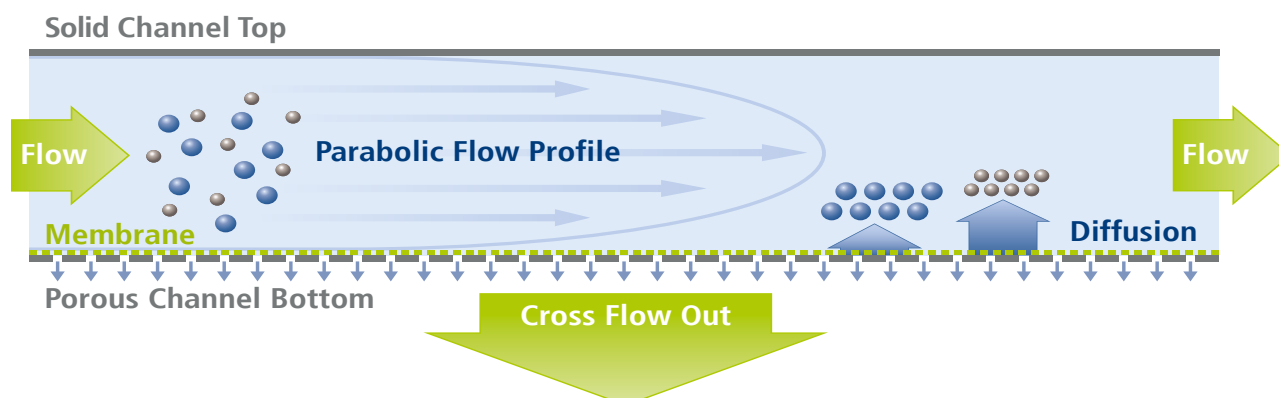 Solid Channel Top
Flow
Parabolic Flow Profile
Flow
Membrane
Diffusion
Porous Channel Bottom
Cross Flow Out